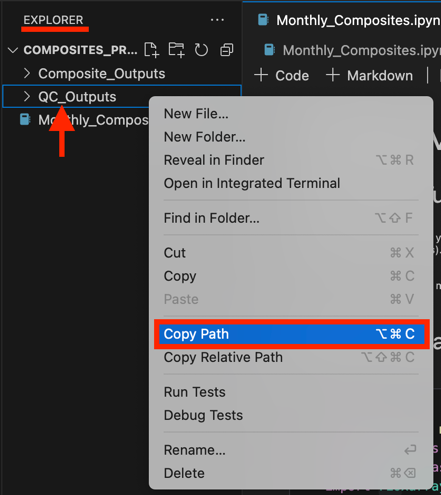 EXPLORER
Monthly_Composites.ipyn
COMPOSITES_PR...
Monthly_Composites.ipyn
Composite_Outputs
+ Code + Markdown
QC_Outputs
Monthly_Compos
New File...
New Folder...
Reveal in Finder ⌥⌘R
Open in Integrated Terminal
Find in Folder... ⌥⇧F
Cut ⌘X
Copy ⌘C
Paste ⌘V
Copy Path ⌥⌘C
Copy Relative Path ⌥⇧⌘C
Run Tests
Debug Tests
Rename... ↩
Delete ⌘⌫